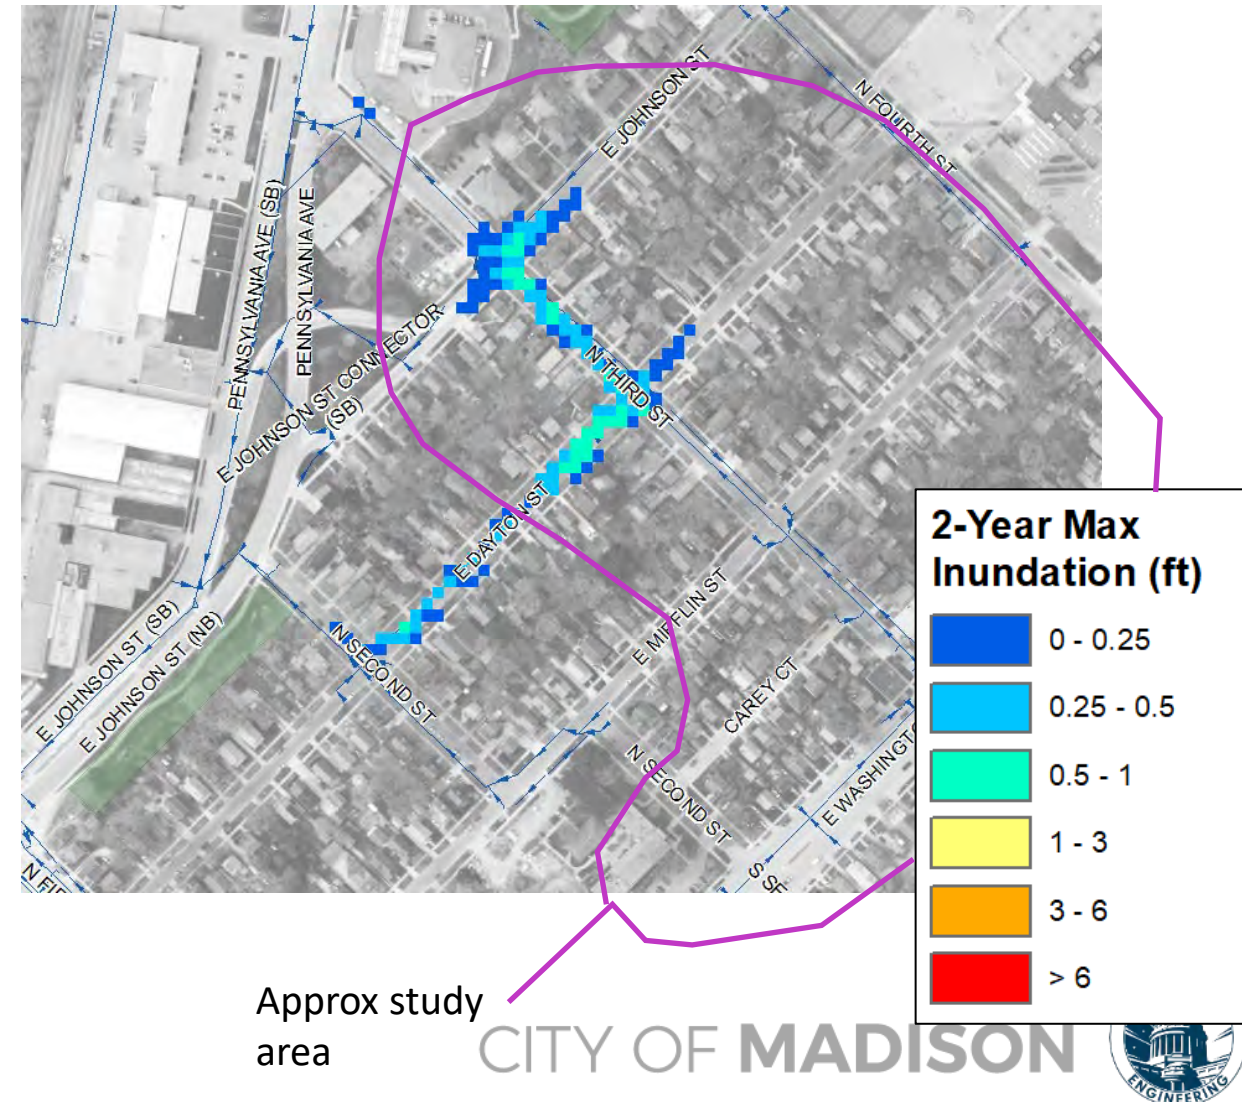 E JOHNSON ST
N FOURTH ST
PENNSYLVANIA AVE (SB)
PENNSYLVANIA AVE
E JOHNSON ST CONNECTOR
(SB)
N THIRD ST
E DAYTON ST
E MIFFLIN ST
N SECOND ST
CAREY CT
N SECOND ST
E JOHNSON ST (SB)
E JOHNSON ST (NB)
2-Year Max
Inundation (ft)
0 - 0.25
0.25 - 0.5
0.5 - 1
1 - 3
3 - 6
> 6
Approx study
area
CITY OF MADISON
ENGINEERING